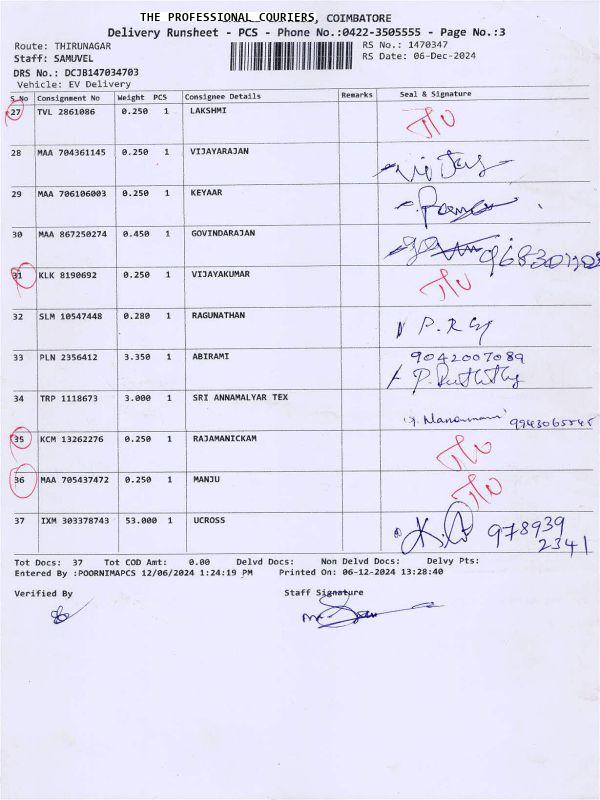 THE PROFESSIONAL COURIERS, COIMBATORE
Delivery Runsheet - PCS - Phone No.:0422-3505555 - Page No.:3
Route: THIRUNAGAR
RS No.: 1470347
Staff: SAMUVEL
RS Date: 06-Dec-2024
DRS No.: DCJB147034703
Vehicle: EV Delivery
S No Consignment No Weight PCS Consignee Details Remarks Seal & Signature
27 TVL 2861086 0.250 1 LAKSHMI
28 MAA 704361145 0.250 1 VIJAYARAJAN
29 MAA 706106003 0.250 1 KEYAAR
30 MAA 867250274 0.450 1 GOVINDARAJAN
31 KLK 8190692 0.250 1 VIJAYAKUMAR
32 SLM 10547448 0.280 1 RAGUNATHAN
33 PLN 2356412 3.350 1 ABIRAMI 9042007089
34 TRP 1118673 3.000 1 SRI ANNAMALYAR TEX
35 KCM 13262276 0.250 1 RAJAMANICKAM
36 MAA 705437472 0.250 1 MANJU
37 IXM 303378743 53.000 1 UCROSS 978939
2341
Tot Docs: 37 Tot COD Amt: 0.00 Delvd Docs: Non Delvd Docs: Delvy Pts:
Entered By :POORNIMAPCS 12/06/2024 1:24:19 PM Printed On: 06-12-2024 13:28:40
Verified By Staff Signature